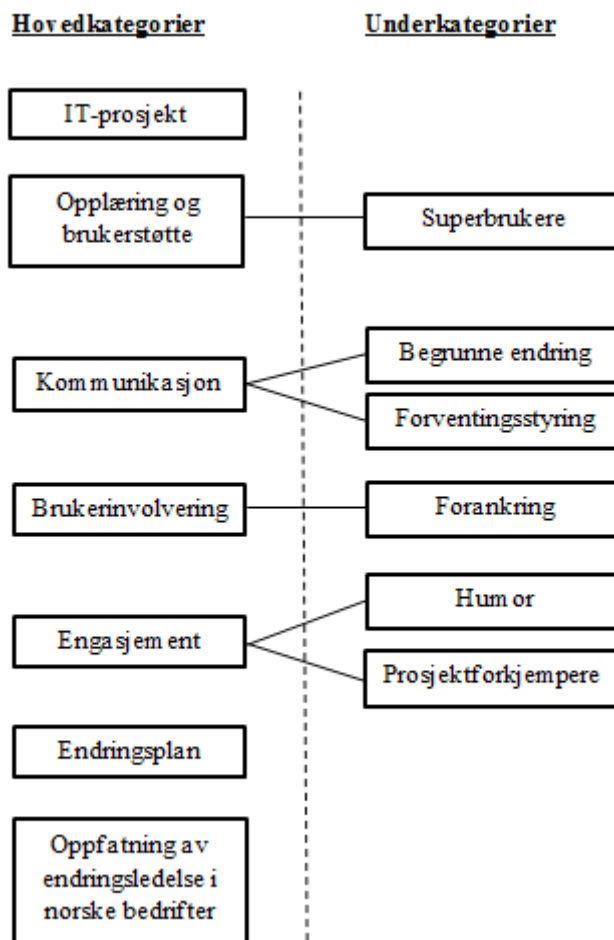 Hovedkategorier
Underkategorier
IT-prosjekt
Opplæring og
brukerstøtte
Superbrukere
Kommunikasjon
Begrunne endring
Forventingsstyring
Brukerinvolvering
Forankring
Engasjement
Humor
Prosjektforkjempere
Endringsplan
Oppfatning av
endringsledelse i
norske bedrifter